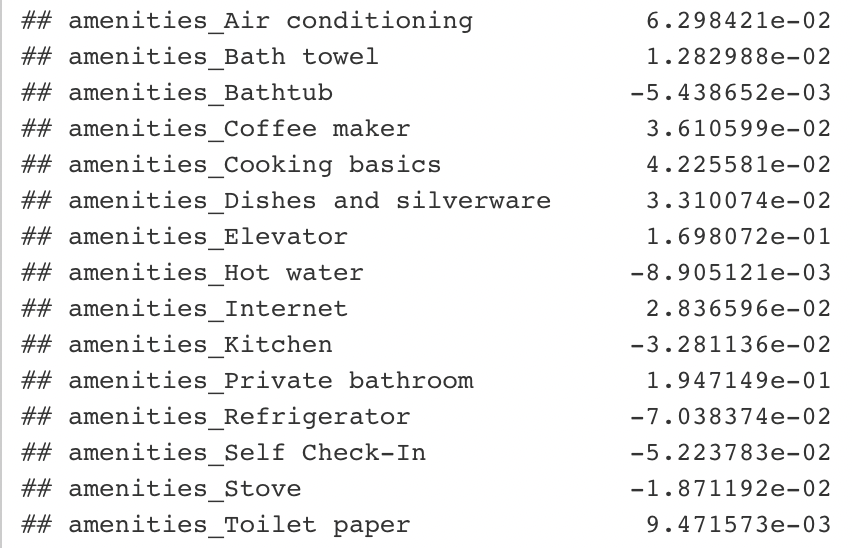 ## amenities_Air conditioning 6.298421e-02
## amenities_Bath towel 1.282988e-02
## amenities_Bathtub -5.438652e-03
## amenities_Coffee maker 3.610599e-02
## amenities_Cooking basics 4.225581e-02
## amenities_Dishes and silverware 3.310074e-02
## amenities_Elevator 1.698072e-01
## amenities_Hot water -8.905121e-03
## amenities_Internet 2.836596e-02
## amenities_Kitchen -3.281136e-02
## amenities_Private bathroom 1.947149e-01
## amenities_Refrigerator -7.038374e-02
## amenities_Self Check-In -5.223783e-02
## amenities_Stove -1.871192e-02
## amenities_Toilet paper 9.471573e-03